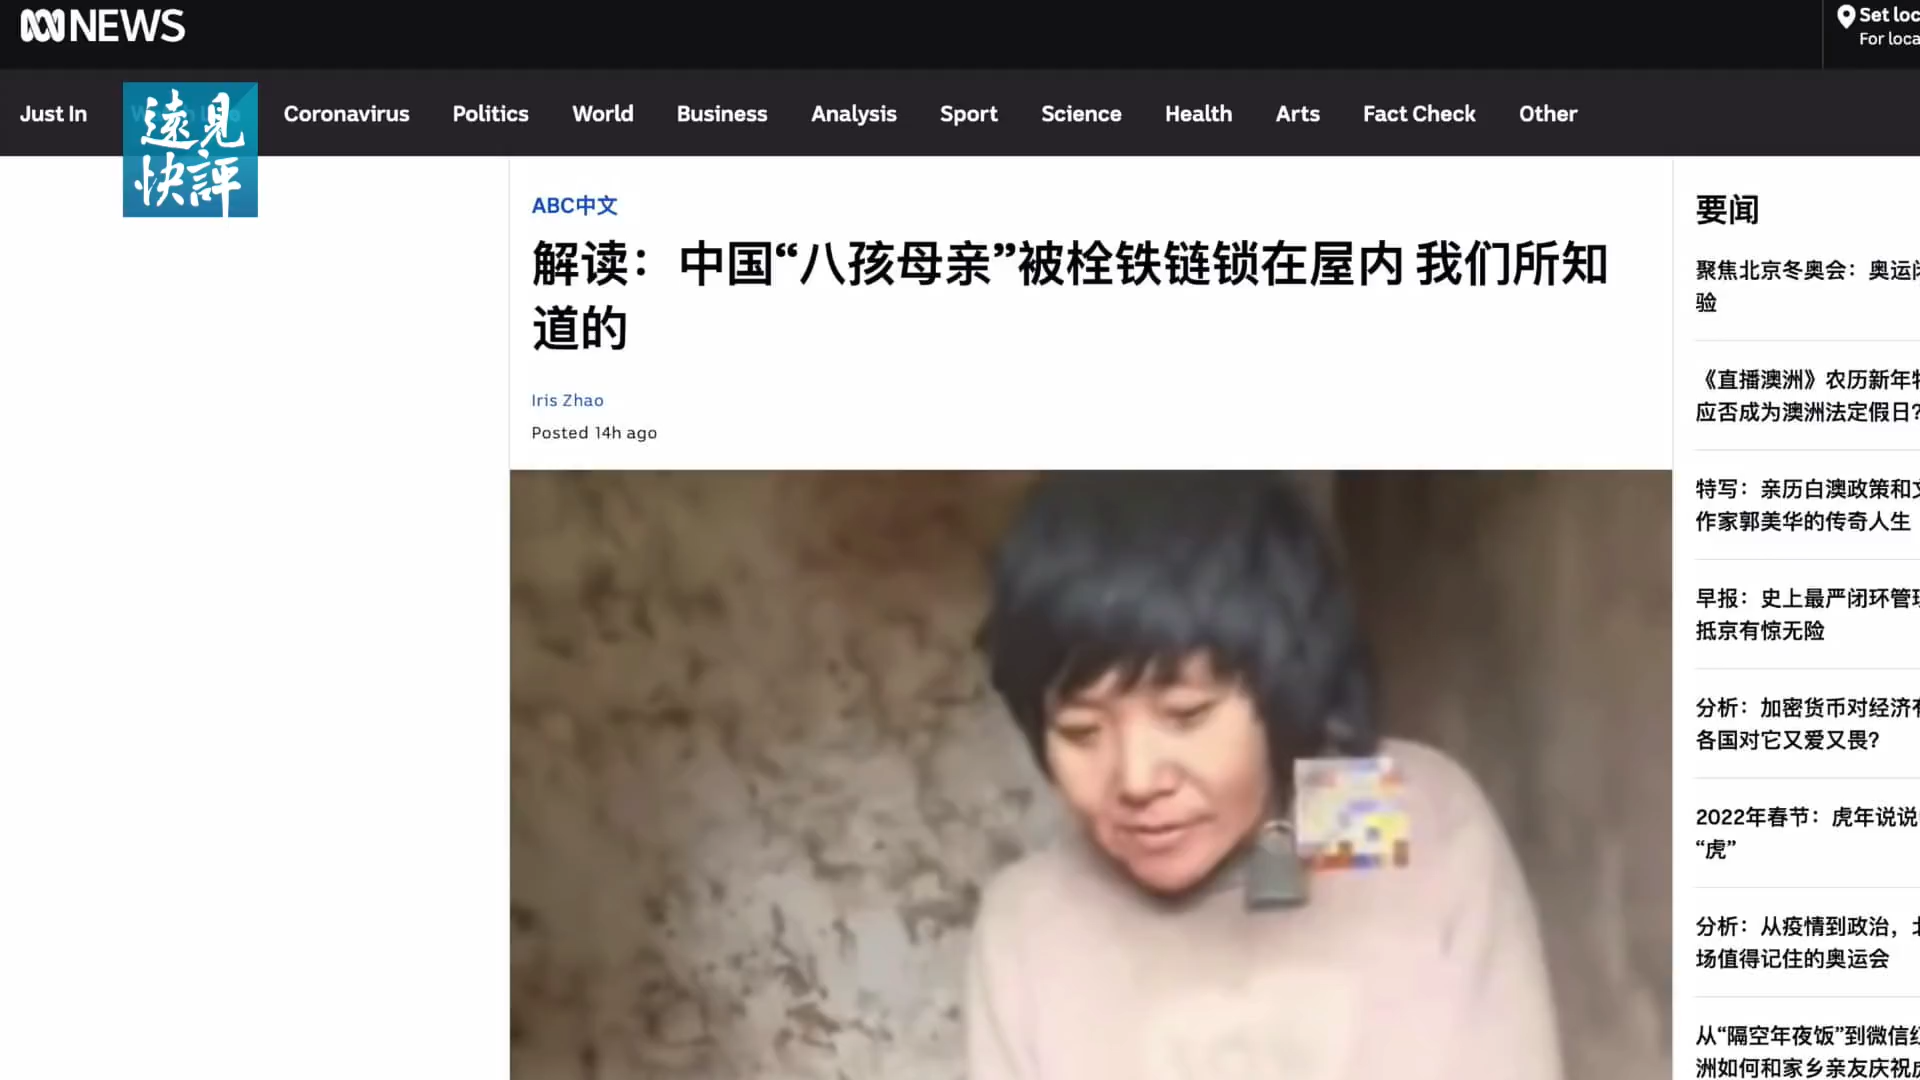 NEWS
Set loc
For loca
Just In
Coronavirus
Politics
World
Business
Analysis
Sport
Science
Health
Arts
Fact Check
Other
遠見
快評
ABC中文
解读：中国“八孩母亲”被栓铁链锁在屋内 我们所知
道的
Iris Zhao
Posted 14h ago
要闻
聚焦北京冬奥会：奥运
验
《直播澳洲》农历新年
应否成为澳洲法定假日?
特写：亲历白澳政策和
作家郭美华的传奇人生
早报：史上最严闭环管
抵京有惊无险
分析：加密货币对经济
各国对它又爱又畏?
2022年春节：虎年说说
“虎”
分析：从疫情到政治，
场值得记住的奥运会
从“隔空年夜饭”到微信
洲如何和家乡亲友庆祝